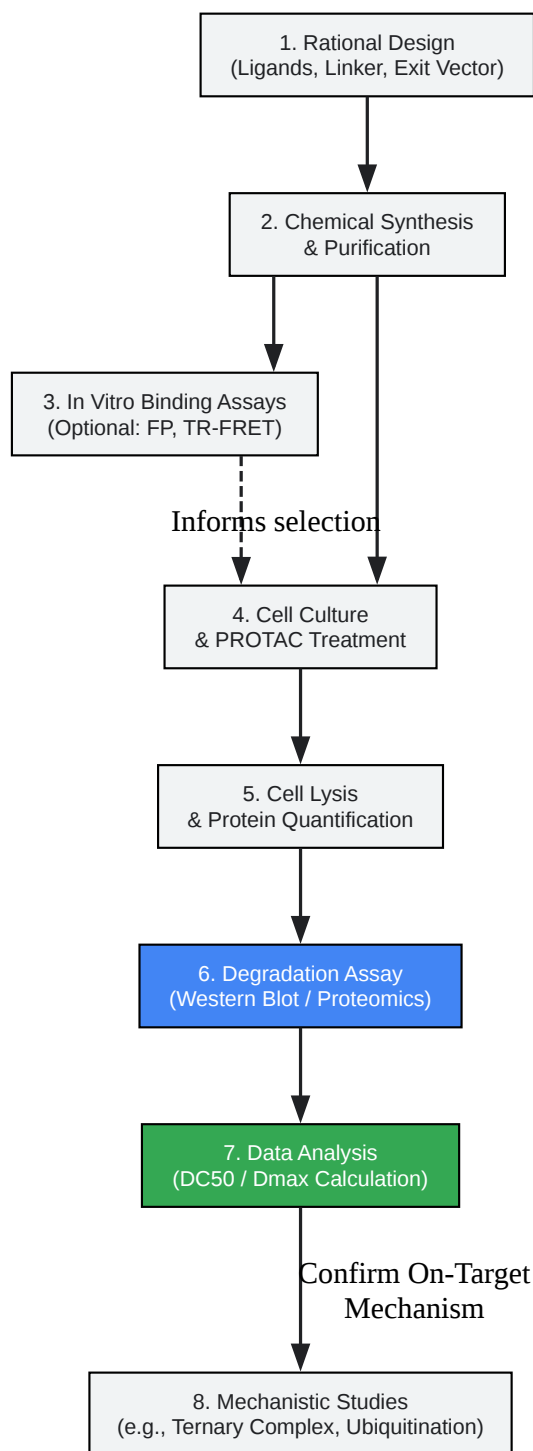 1. Rational Design
(Ligands, Linker, Exit Vector)
2. Chemical Synthesis
& Purification
3. In Vitro Binding Assays
(Optional: FP, TR-FRET)
Informs selection
4. Cell Culture
& PROTAC Treatment
5. Cell Lysis
& Protein Quantification
6. Degradation Assay
(Western Blot / Proteomics)
7. Data Analysis
(DC50 / Dmax Calculation)
Confirm On-Target
Mechanism
8. Mechanistic Studies
(e.g., Ternary Complex, Ubiquitination)